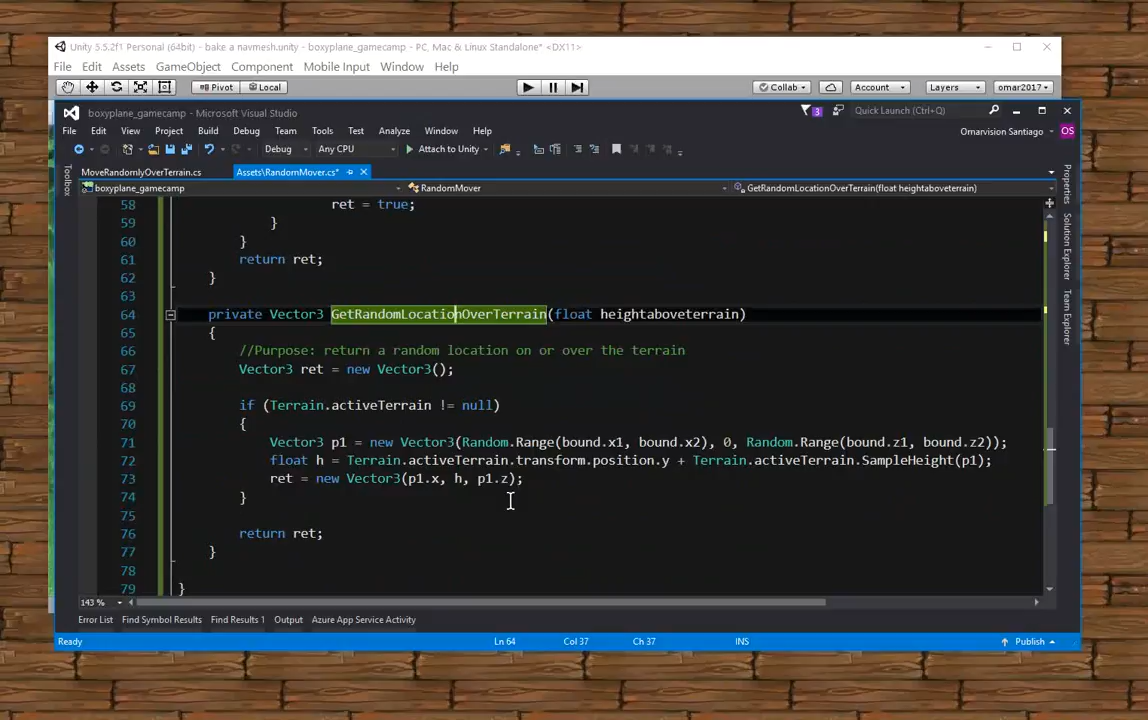 Unity 5.5.2f1 Personal (64bit) - bake a navmesh.unity - boxyplane_gamecamp - PC, Mac & Linux Standalone* <DX11>
File Edit Assets GameObject Component Mobile Input Window Help
Pivot Local Collab Account Layers omar2017
boxyplane_gamecamp - Microsoft Visual Studio 3 Quick Launch (Ctrl+Q)
File Edit View Project Build Debug Team Tools Test Analyze Window Help Omarvision Santiago OS
Debug Any CPU Attach to Unity
MoveRandomlyOverTerrain.cs Assets\RandomMover.cs*
boxyplane_gamecamp RandomMover GetRandomLocationOverTerrain(float heightaboveterrain)
Toolbox
Properties
Solution Explorer
Team Explorer
58 ret = true;
59 }
60 }
61 return ret;
62 }
63
64 private Vector3 GetRandomLocationOverTerrain(float heightaboveterrain)
65 {
66 //Purpose: return a random location on or over the terrain
67 Vector3 ret = new Vector3();
68
69 if (Terrain.activeTerrain != null)
70 {
71 Vector3 p1 = new Vector3(Random.Range(bound.x1, bound.x2), 0, Random.Range(bound.z1, bound.z2));
72 float h = Terrain.activeTerrain.transform.position.y + Terrain.activeTerrain.SampleHeight(p1);
73 ret = new Vector3(p1.x, h, p1.z);
74 }
75
76 return ret;
77 }
78
79 }
143 %
Error List Find Symbol Results Find Results 1 Output Azure App Service Activity
Ready Ln 64 Col 37 Ch 37 INS Publish